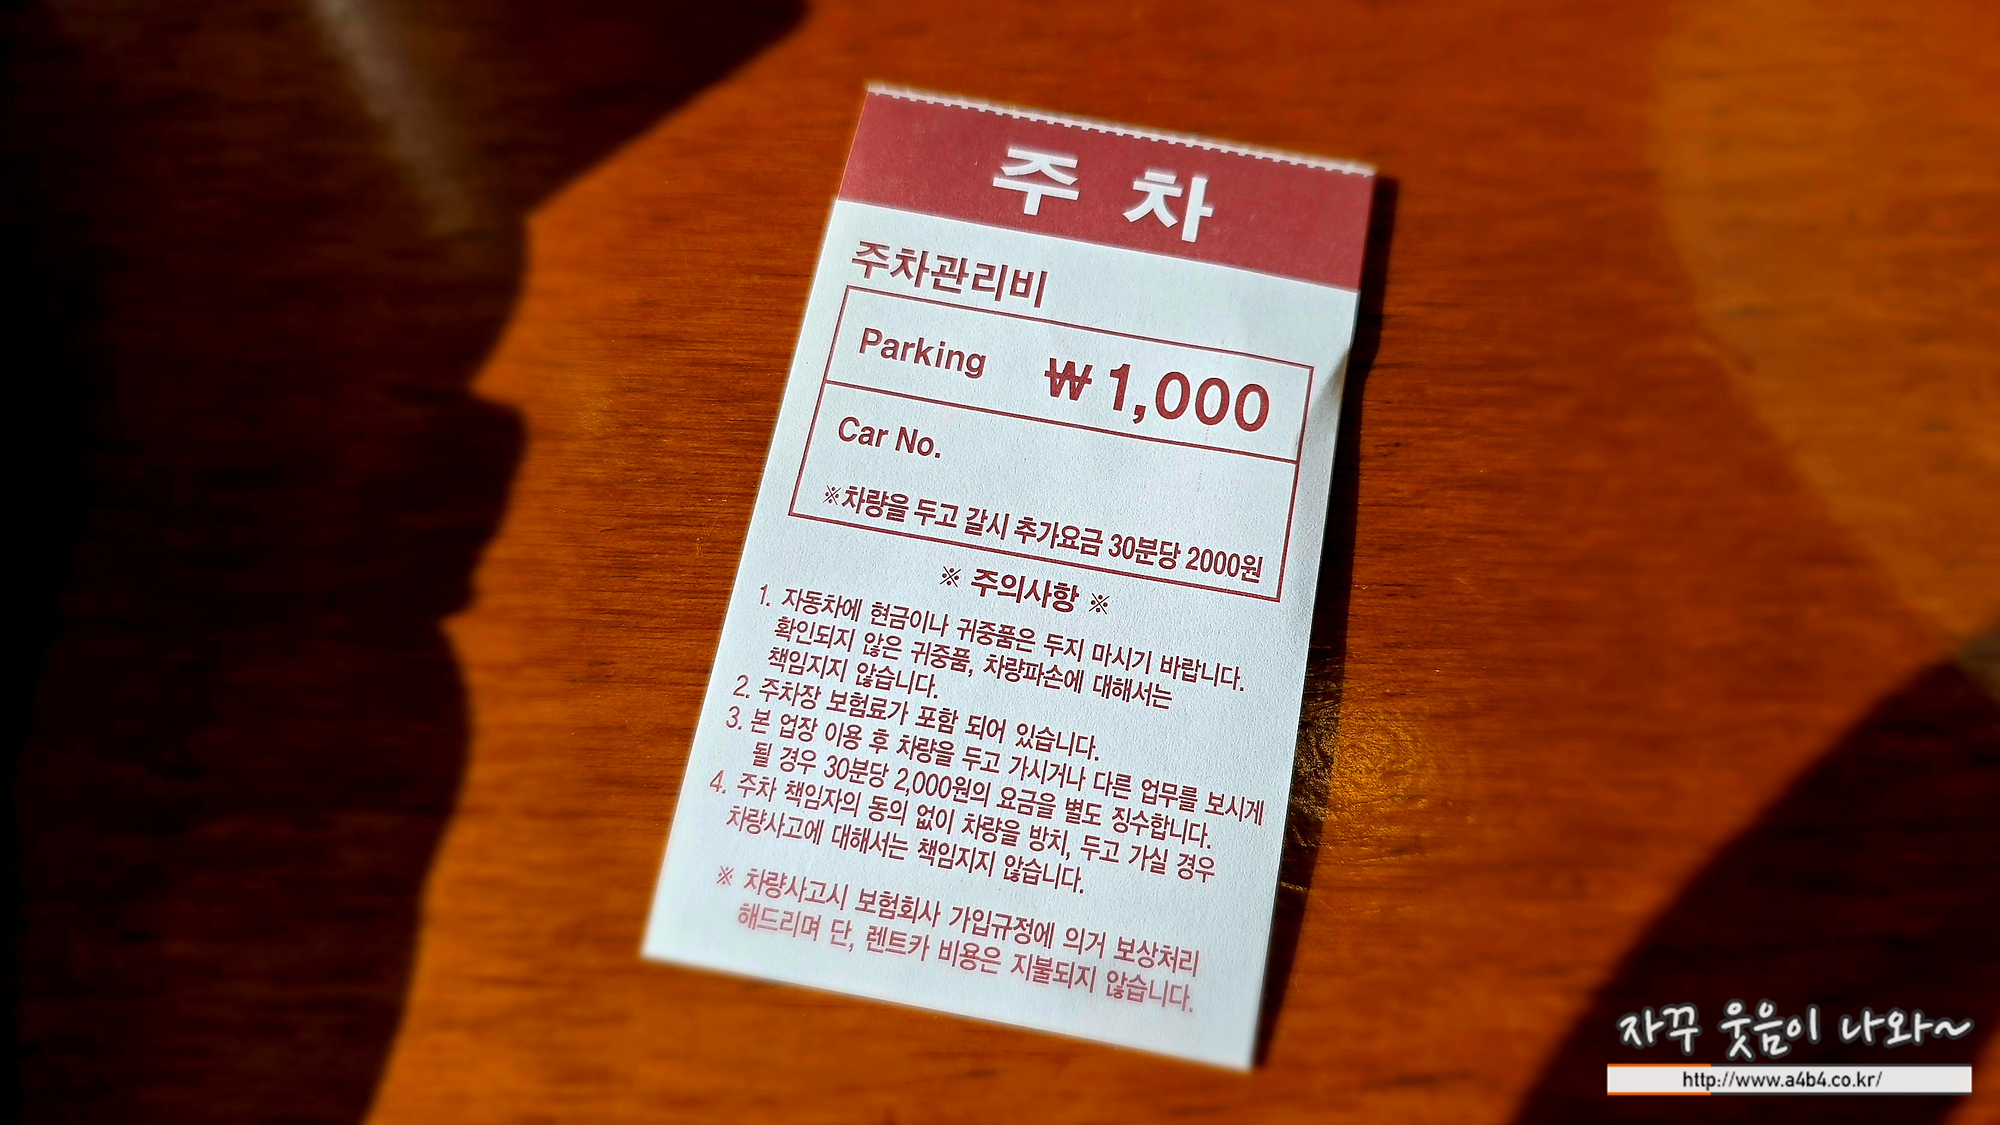 주 차
주차관리비
Parking ₩1,000
Car No.
※차량을 두고 갈시 추가요금 30분당 2000원
※ 주의사항 ※
1. 자동차에 현금이나 귀중품은 두지 마시기 바랍니다.
확인되지 않은 귀중품, 차량파손에 대해서는
책임지지 않습니다.
2. 주차장 보험료가 포함 되어 있습니다.
3. 본 업장 이용 후 차량을 두고 가시거나 다른 업무를 보시게
될 경우 30분당 2,000원의 요금을 별도 징수합니다.
4. 주차 책임자의 동의 없이 차량을 방치, 두고 가실 경우
차량사고에 대해서는 책임지지 않습니다.
※ 차량사고시 보험회사 가입규정에 의거 보상처리
해드리며 단, 렌트카 비용은 지불되지 않습니다.
자꾸 웃음이 나와~
http://www.a4b4.co.kr/